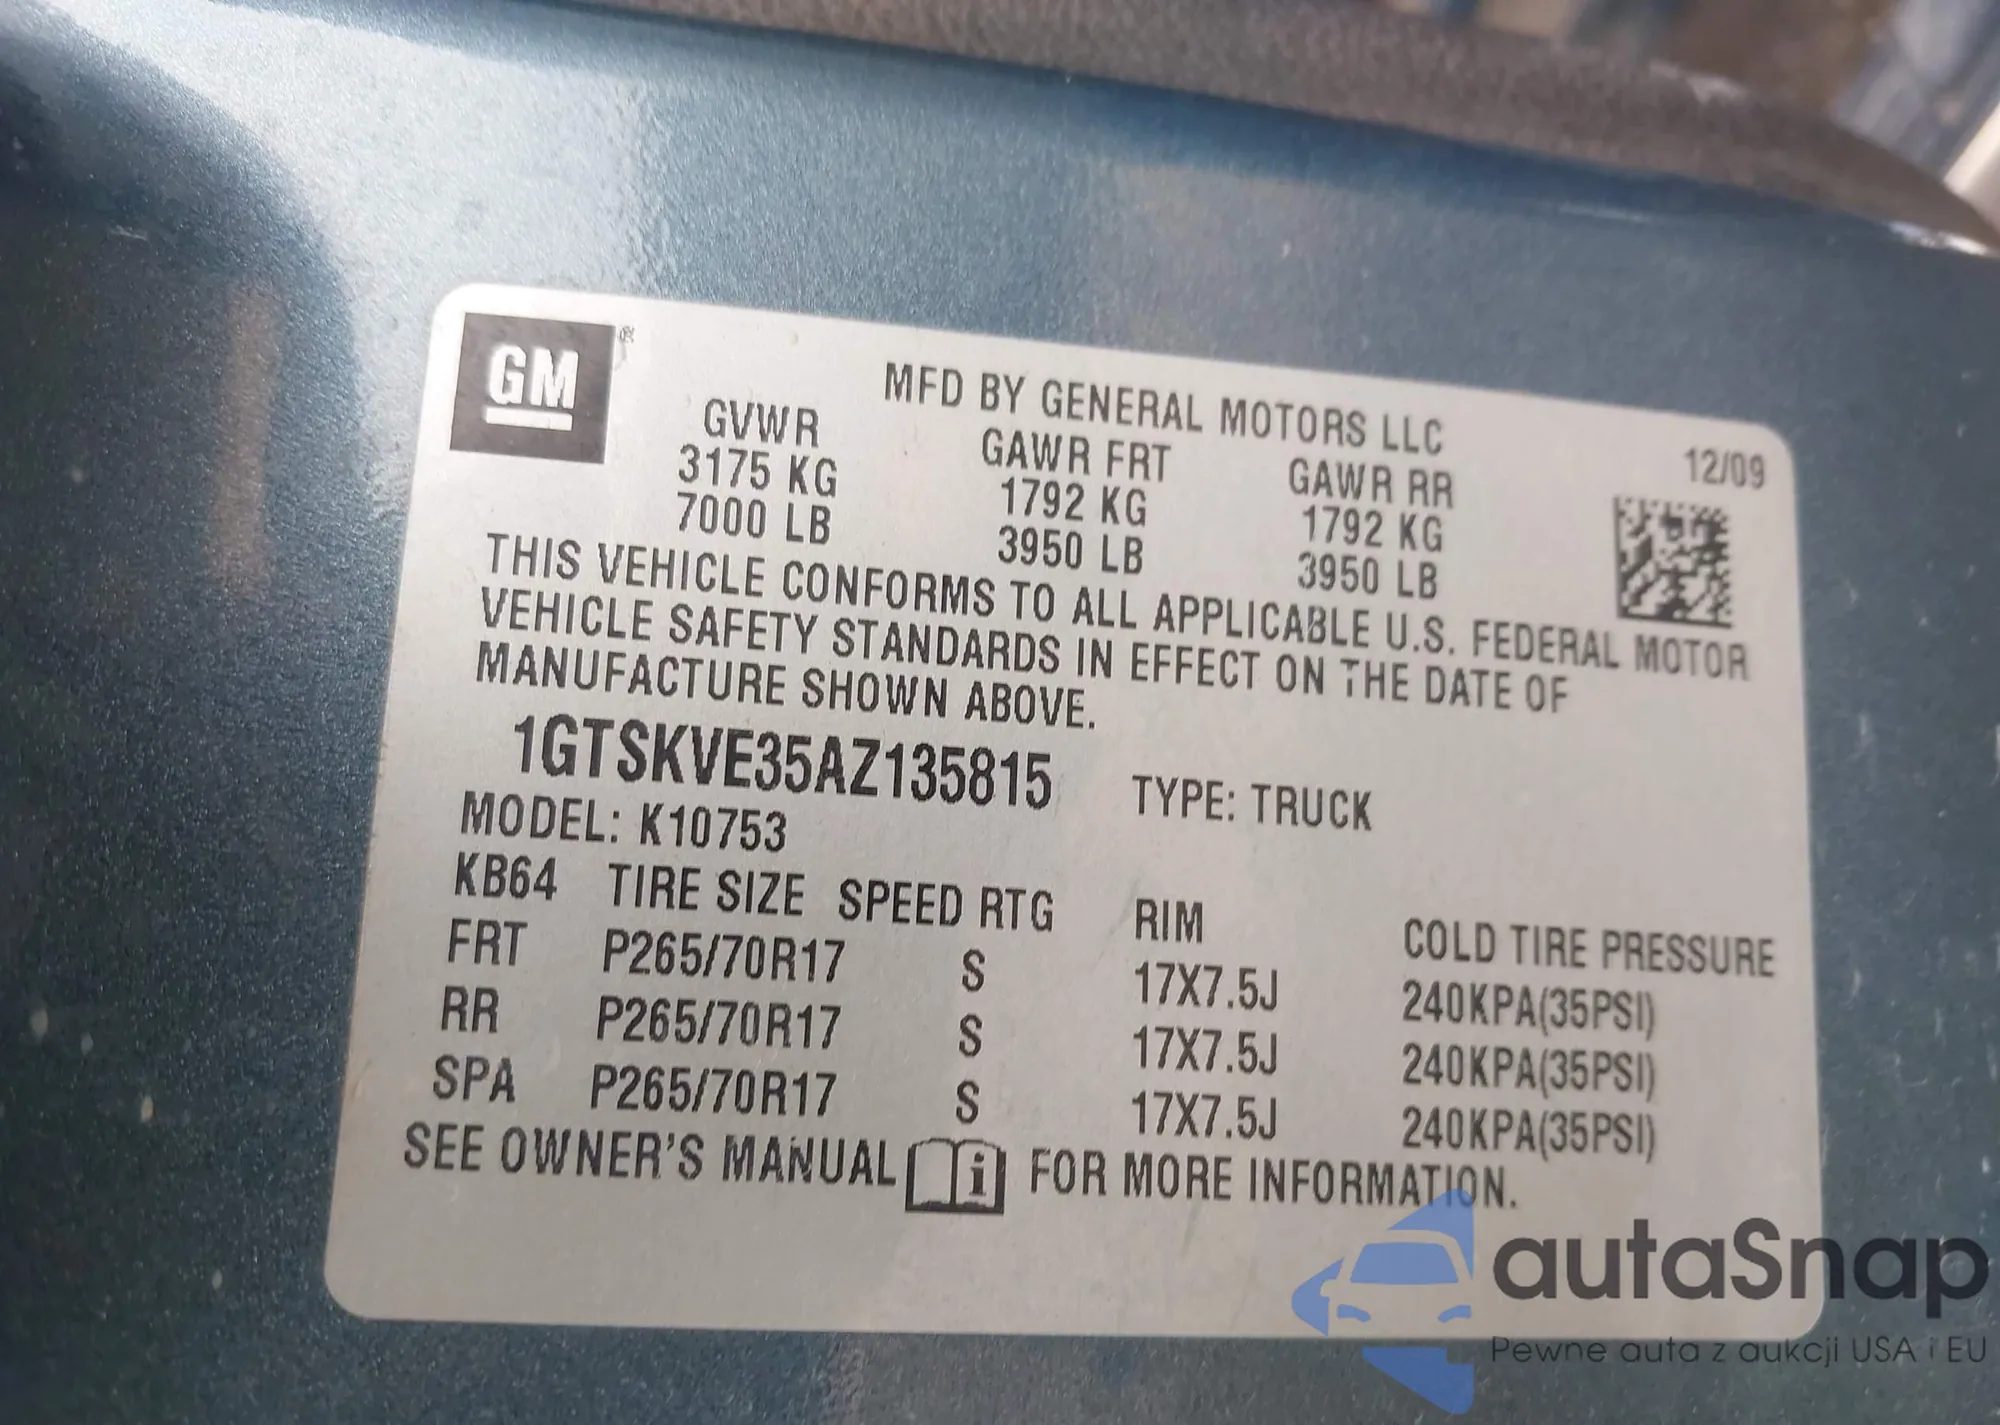 GM®
MFD BY GENERAL MOTORS LLC
12/09
GVWR GAWR FRT GAWR RR
3175 KG 1792 KG 1792 KG
7000 LB 3950 LB 3950 LB
THIS VEHICLE CONFORMS TO ALL APPLICABLE U.S. FEDERAL MOTOR
VEHICLE SAFETY STANDARDS IN EFFECT ON THE DATE OF
MANUFACTURE SHOWN ABOVE.
1GTSKVE35AZ135815 TYPE: TRUCK
MODEL: K10753
KB64 TIRE SIZE SPEED RTG RIM COLD TIRE PRESSURE
FRT P265/70R17 S 17X7.5J 240KPA(35PSI)
RR P265/70R17 S 17X7.5J 240KPA(35PSI)
SPA P265/70R17 S 17X7.5J 240KPA(35PSI)
SEE OWNER'S MANUAL i FOR MORE INFORMATION.
autaSnap
Pewne auta z aukcji USA i EU